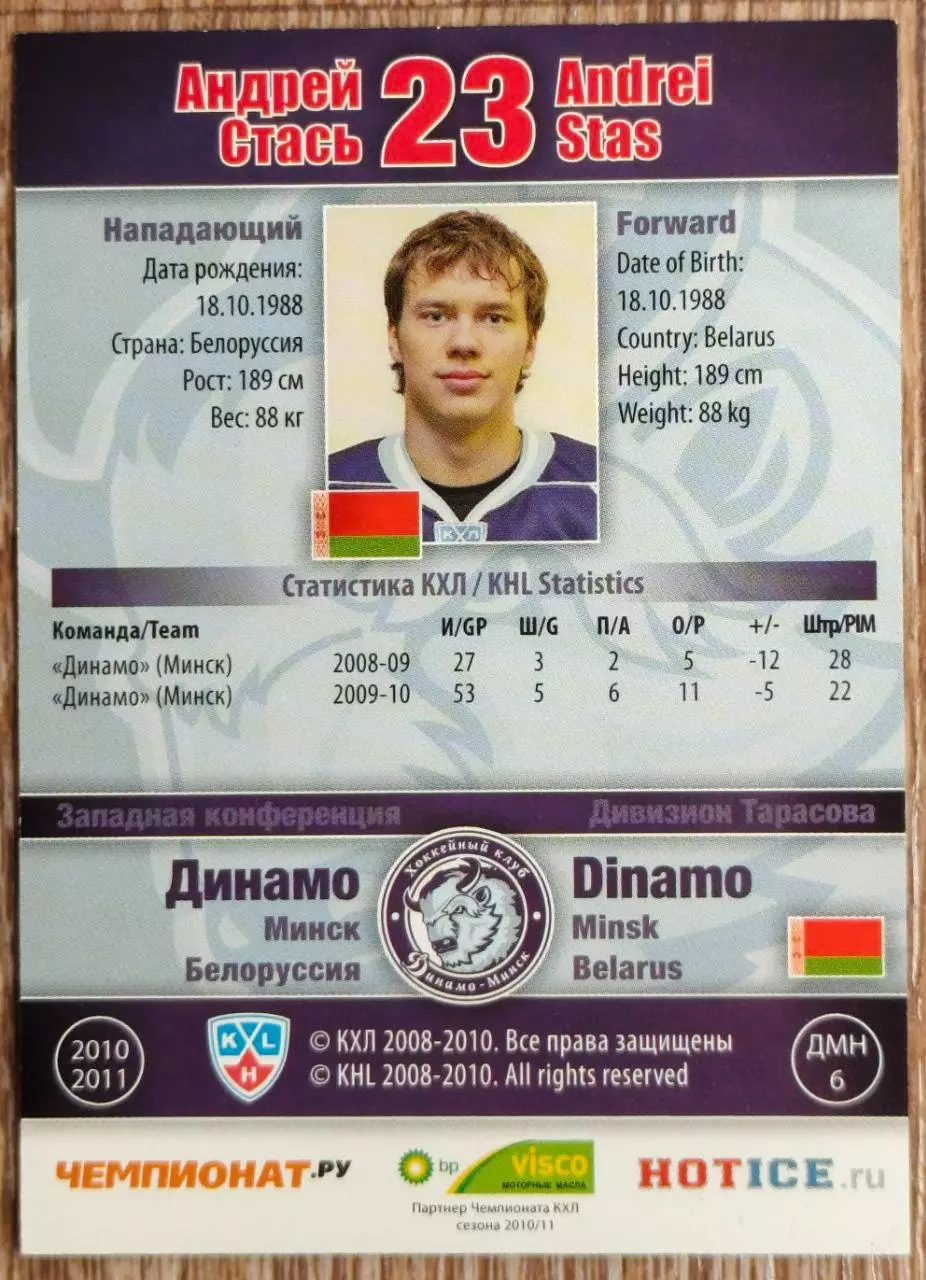 Андрей Стась
23
Andrei Stas
Нападающий
Дата рождения:
18.10.1988
Страна: Белоруссия
Рост: 189 см
Вес: 88 кг
Forward
Date of Birth:
18.10.1988
Country: Belarus
Height: 189 cm
Weight: 88 kg
КХЛ
Статистика КХЛ / KHL Statistics
Команда/Team И/GP Ш/G П/A О/P +/- Штр/PIM
«Динамо» (Минск) 2008-09 27 3 2 5 -12 28
«Динамо» (Минск) 2009-10 53 5 6 11 -5 22
Западная конференция Дивизион Тарасова
Динамо
Минск
Белоруссия
Хоккейный клуб
Динамо-Минск
Dinamo
Minsk
Belarus
2010
2011
KXL
H
© КХЛ 2008-2010. Все права защищены
© KHL 2008-2010. All rights reserved
ДМН
6
ЧЕМПИОНАТ.РУ
bp
visco
МОТОРНЫЕ МАСЛА
Партнер Чемпионата КХЛ
сезона 2010/11
HOTICE.ru